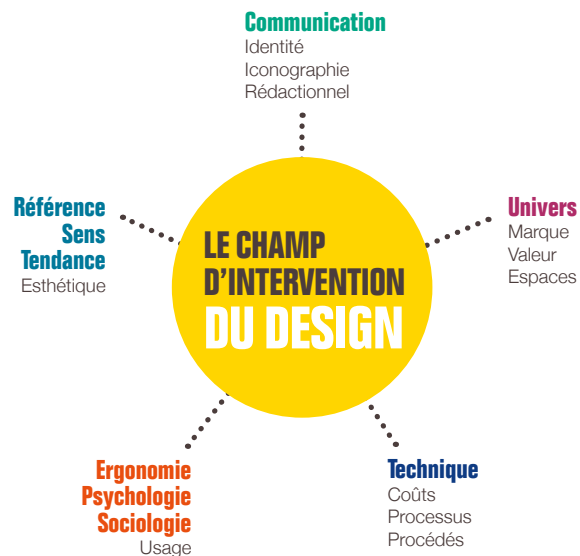 Communication
Identité
Iconographie
Rédactionnel
Référence
Sens
Tendance
Esthétique
LE CHAMP
D'INTERVENTION
DU DESIGN
Univers
Marque
Valeur
Espaces
Ergonomie
Psychologie
Sociologie
Usage
Technique
Coûts
Processus
Procédés